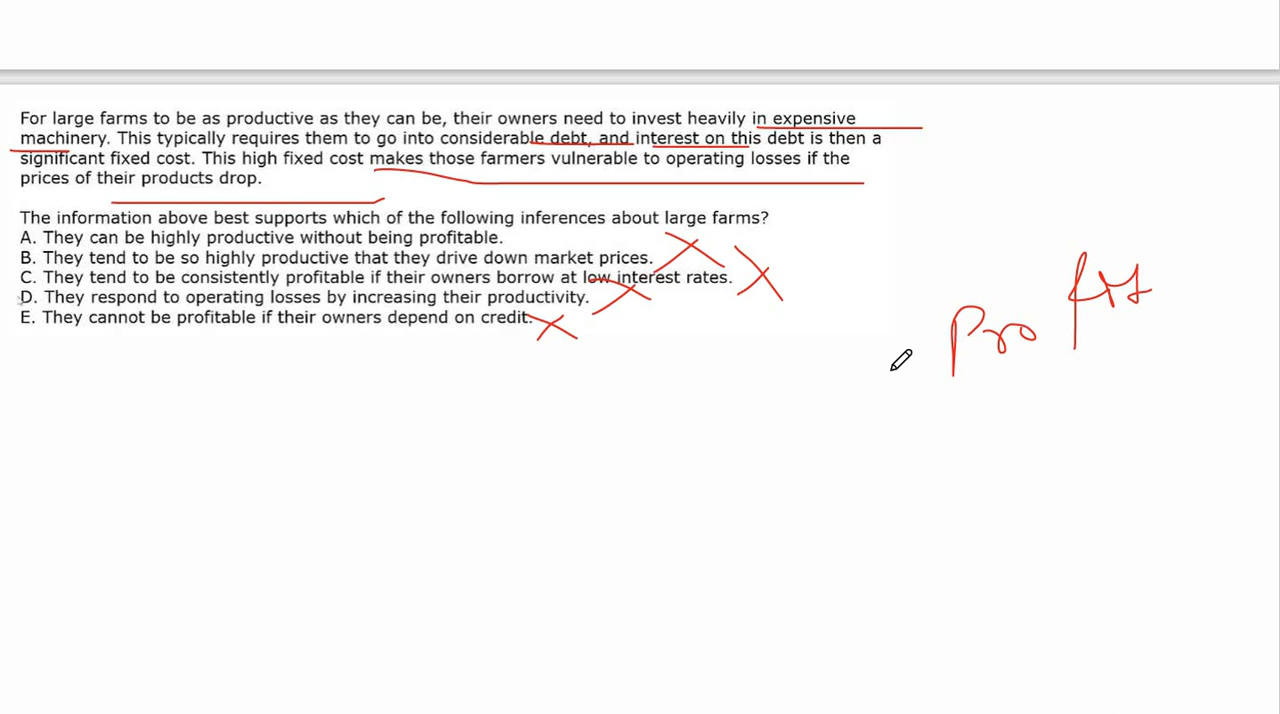 For large farms to be as productive as they can be, their owners need to invest heavily in expensive
machinery. This typically requires them to go into considerable debt, and interest on this debt is then a
significant fixed cost. This high fixed cost makes those farmers vulnerable to operating losses if the
prices of their products drop.
The information above best supports which of the following inferences about large farms?
A. They can be highly productive without being profitable.
B. They tend to be so highly productive that they drive down market prices.
C. They tend to be consistently profitable if their owners borrow at low interest rates.
D. They respond to operating losses by increasing their productivity.
E. They cannot be profitable if their owners depend on credit.
Pro fit